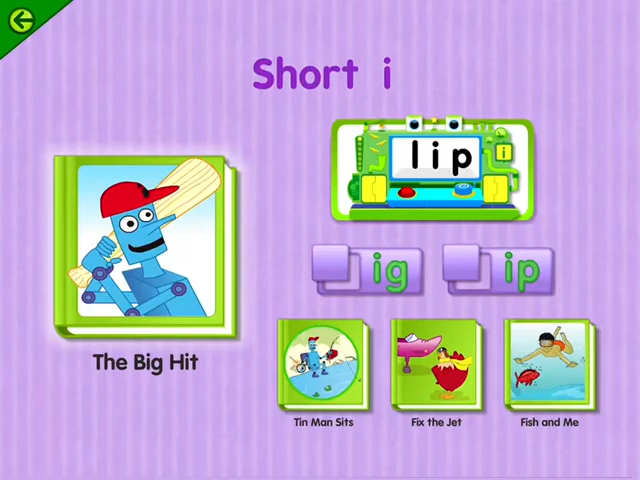 Short i
lip
i
ig
ip
The Big Hit
Tin Man Sits
Fix the Jet
Fish and Me